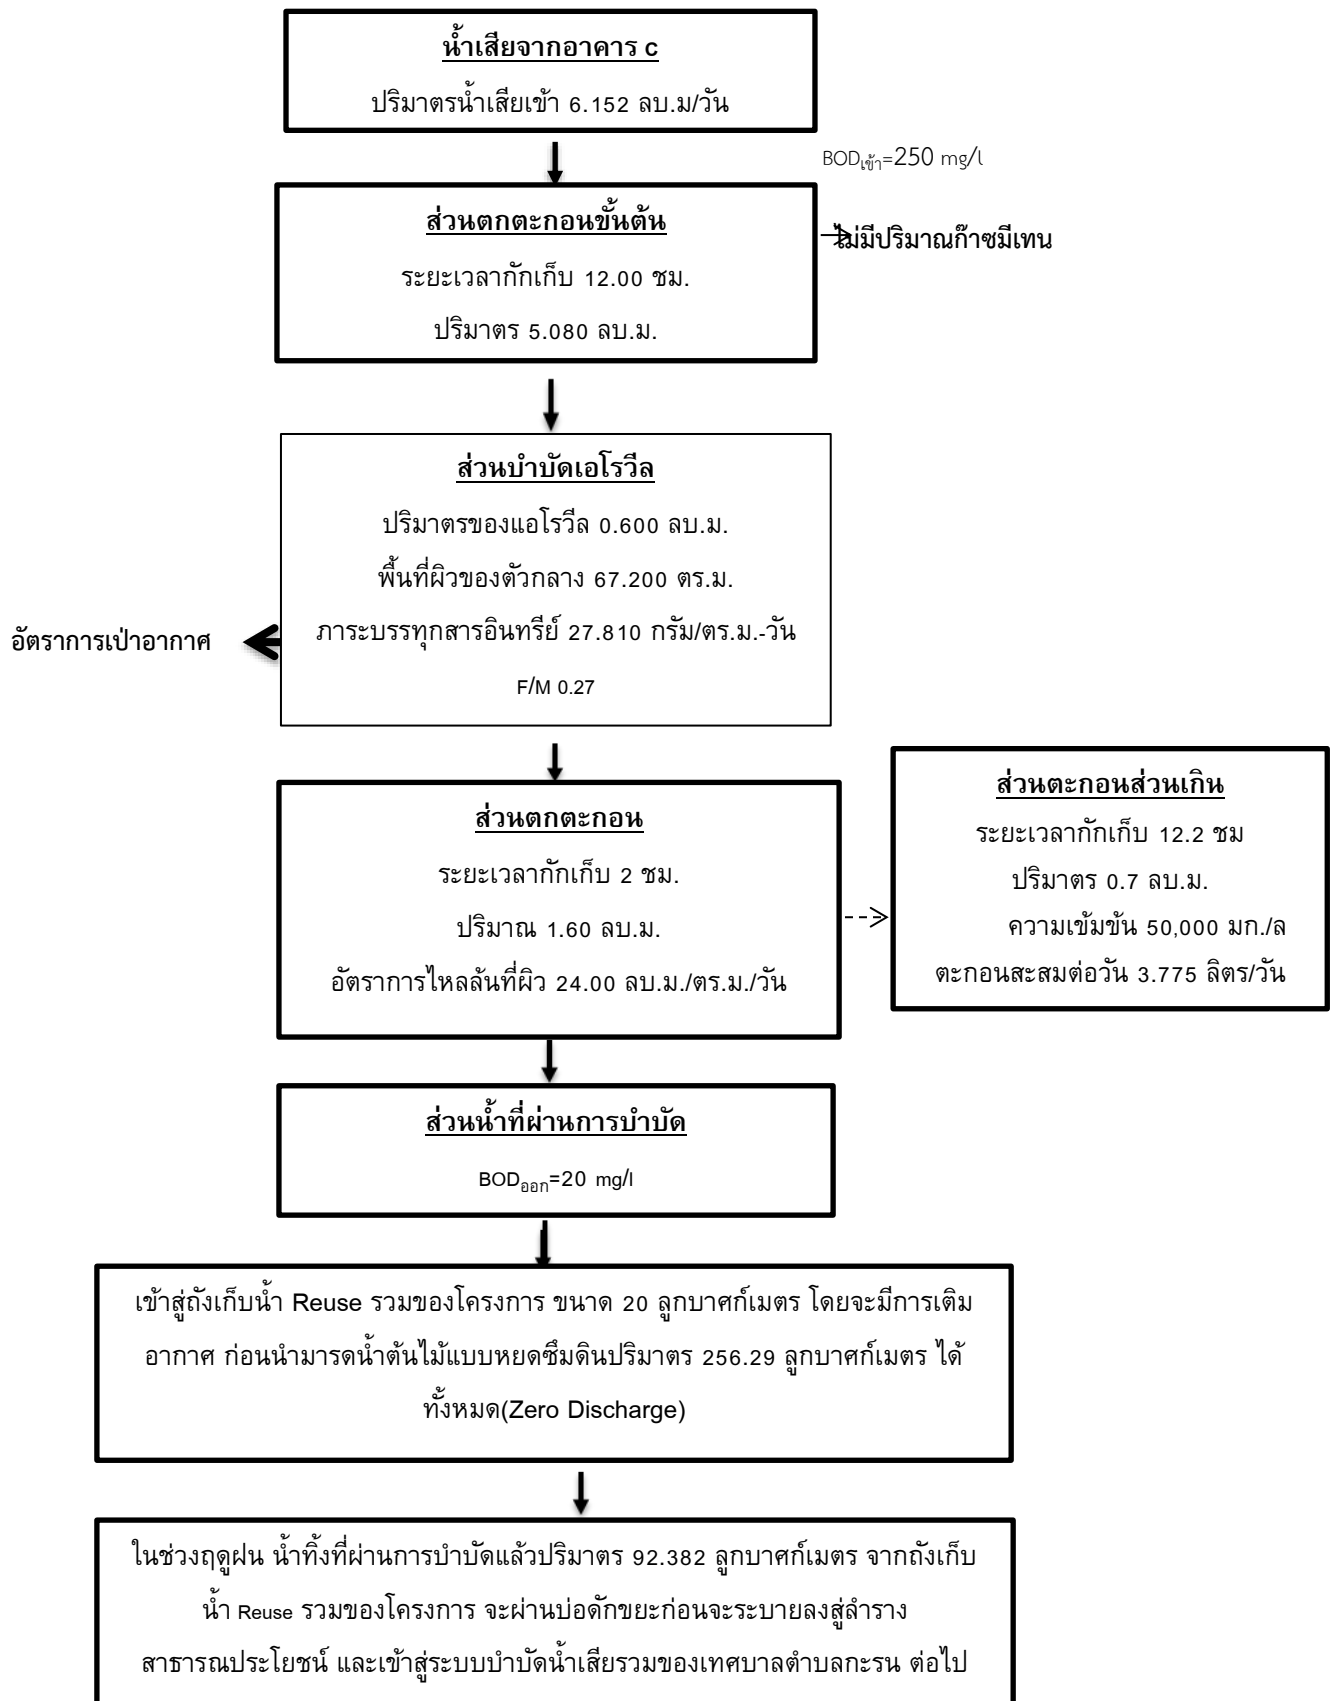 น้ำเสียจากอาคาร c
ปริมาตรน้ำเสียเข้า 6.152 ลบ.ม/วัน
BODเข้า=250 mg/l
ส่วนตกตะกอนขั้นต้น
ระยะเวลากักเก็บ 12.00 ชม.
ปริมาตร 5.080 ลบ.ม.
ไม่มีปริมาณก๊าซมีเทน
ส่วนบำบัดเอโรวีล
ปริมาตรของแอโรวีล 0.600 ลบ.ม.
พื้นที่ผิวของตัวกลาง 67.200 ตร.ม.
ภาระบรรทุกสารอินทรีย์ 27.810 กรัม/ตร.ม.-วัน
F/M 0.27
อัตราการเป่าอากาศ
ส่วนตกตะกอน
ระยะเวลากักเก็บ 2 ชม.
ปริมาณ 1.60 ลบ.ม.
อัตราการไหลล้นที่ผิว 24.00 ลบ.ม./ตร.ม./วัน
ส่วนตะกอนส่วนเกิน
ระยะเวลากักเก็บ 12.2 ชม
ปริมาตร 0.7 ลบ.ม.
ความเข้มข้น 50,000 มก./ล
ตะกอนสะสมต่อวัน 3.775 ลิตร/วัน
ส่วนน้ำที่ผ่านการบำบัด
BODออก=20 mg/l
เข้าสู่ถังเก็บน้ำ Reuse รวมของโครงการ ขนาด 20 ลูกบาศก์เมตร โดยจะมีการเติม
อากาศ ก่อนนำมารดน้ำต้นไม้แบบหยดซึมดินปริมาตร 256.29 ลูกบาศก์เมตร ได้
ทั้งหมด(Zero Discharge)
ในช่วงฤดูฝน น้ำทิ้งที่ผ่านการบำบัดแล้วปริมาตร 92.382 ลูกบาศก์เมตร จากถังเก็บ
น้ำ Reuse รวมของโครงการ จะผ่านบ่อดักขยะก่อนจะระบายลงสู่ลำราง
สาธารณประโยชน์ และเข้าสู่ระบบบำบัดน้ำเสียรวมของเทศบาลตำบลกะรน ต่อไป